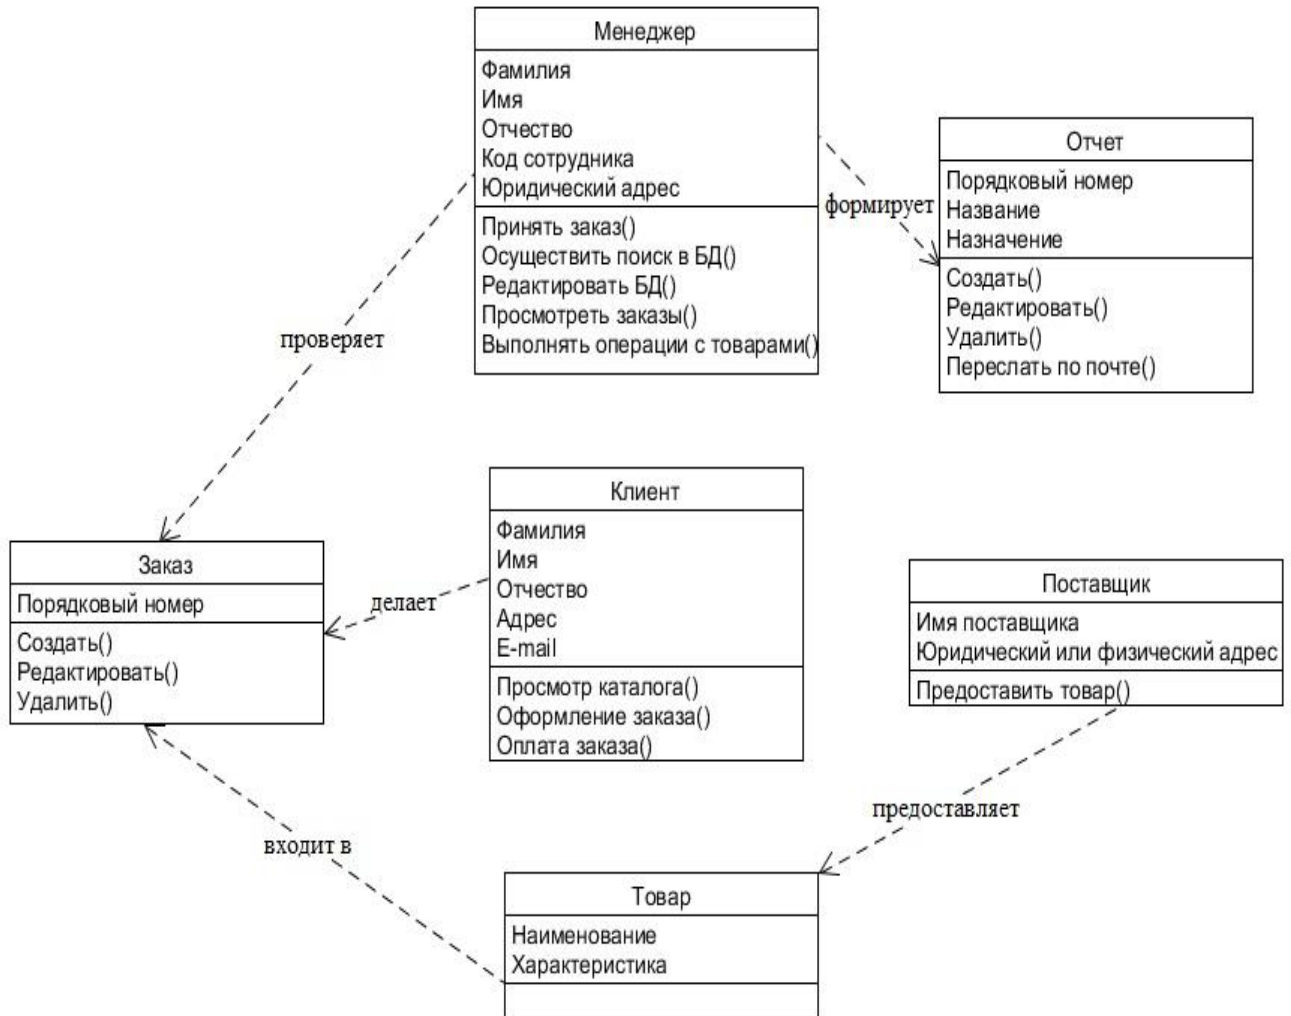 Менеджер
Фамилия
Имя
Отчество
Код сотрудника
Юридический адрес
Принять заказ()
Осуществить поиск в БД()
Редактировать БД()
Просмотреть заказы()
Выполнять операции с товарами()
формирует
Отчет
Порядковый номер
Название
Назначение
Создать()
Редактировать()
Удалить()
Переслать по почте()
проверяет
Заказ
Порядковый номер
Создать()
Редактировать()
Удалить()
делает
Клиент
Фамилия
Имя
Отчество
Адрес
E-mail
Просмотр каталога()
Оформление заказа()
Оплата заказа()
Поставщик
Имя поставщика
Юридический или физический адрес
Предоставить товар()
предоставляет
входит в
Товар
Наименование
Характеристика